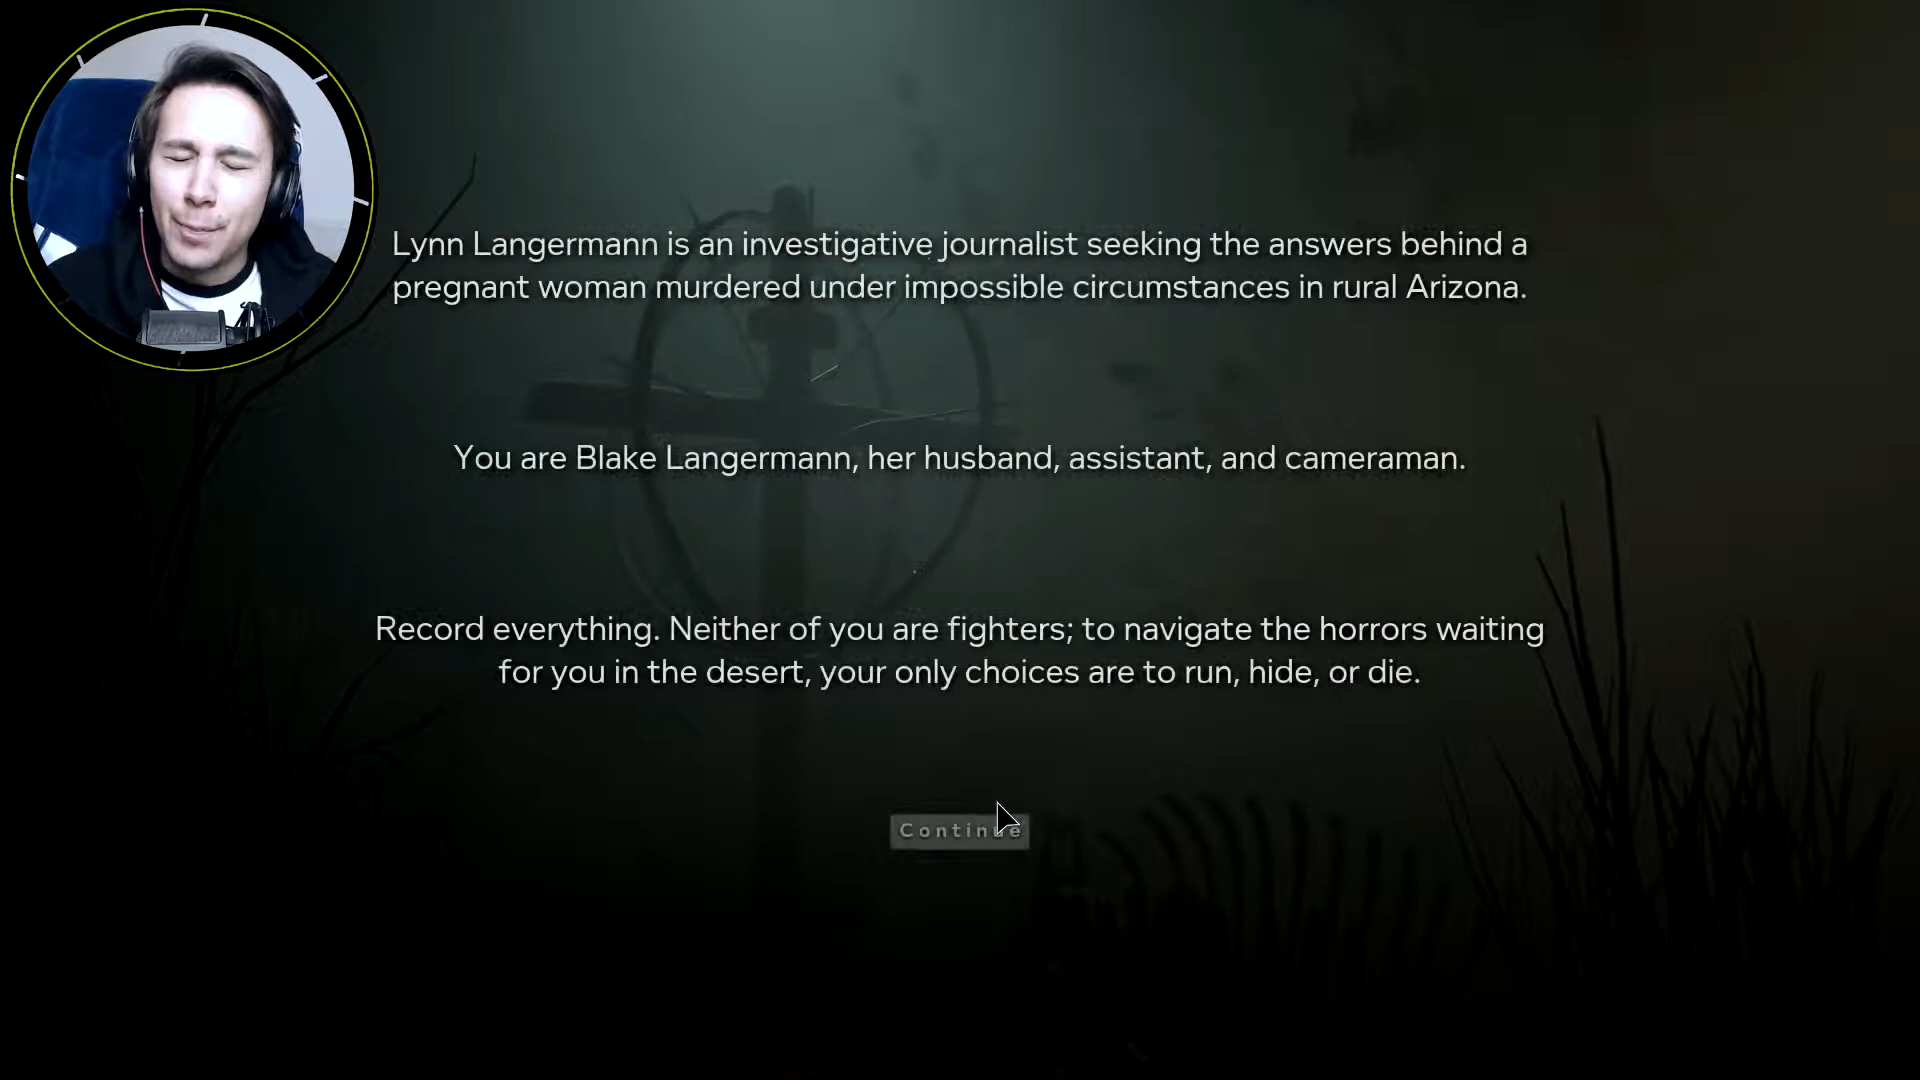 Lynn Langermann is an investigative journalist seeking the answers behind a
pregnant woman murdered under impossible circumstances in rural Arizona.
You are Blake Langermann, her husband, assistant, and cameraman.
Record everything. Neither of you are fighters; to navigate the horrors waiting
for you in the desert, your only choices are to run, hide, or die.
Continue